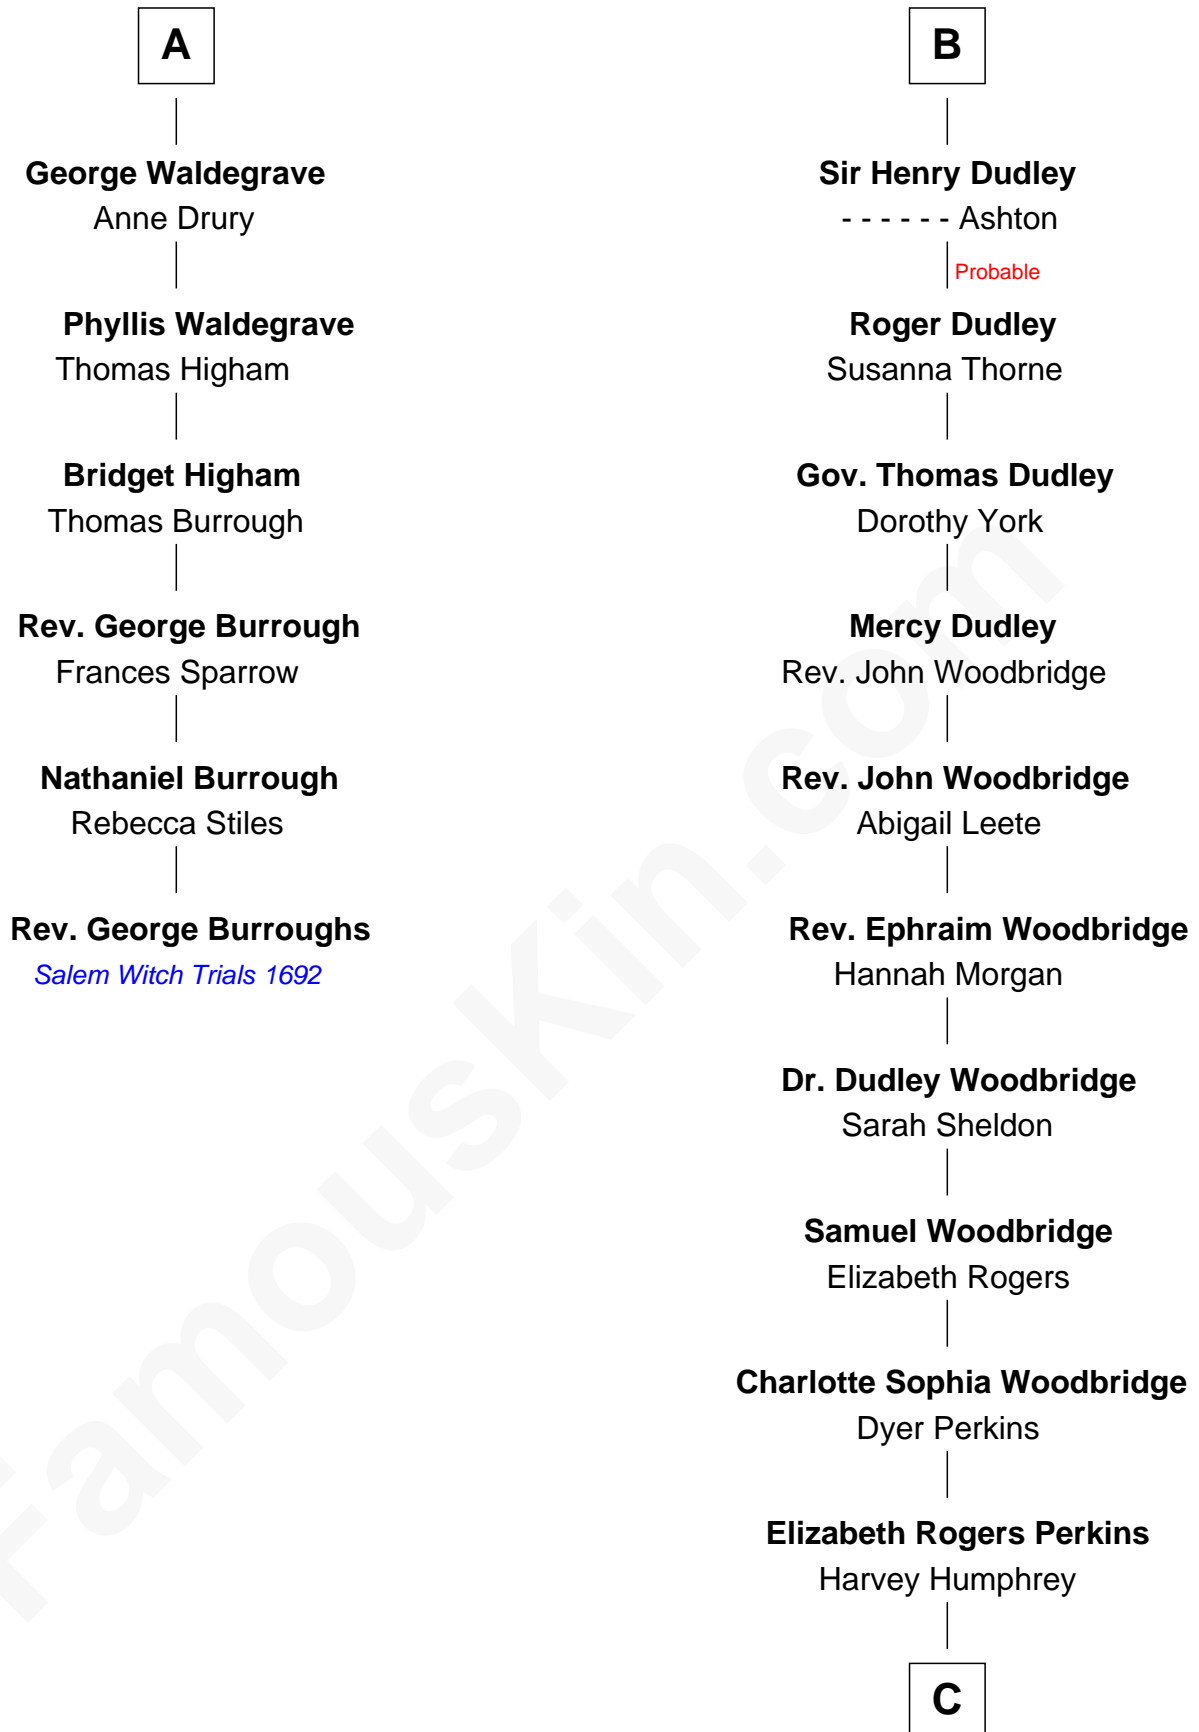 A
George Waldegrave
Anne Drury
Phyllis Waldegrave
Thomas Higham
Bridget Higham
Thomas Burrough
Rev. George Burrough
Frances Sparrow
Nathaniel Burrough
Rebecca Stiles
Rev. George Burroughs
Salem Witch Trials 1692
B
Sir Henry Dudley
- - - - - - Ashton
Probable
Roger Dudley
Susanna Thorne
Gov. Thomas Dudley
Dorothy York
Mercy Dudley
Rev. John Woodbridge
Rev. John Woodbridge
Abigail Leete
Rev. Ephraim Woodbridge
Hannah Morgan
Dr. Dudley Woodbridge
Sarah Sheldon
Samuel Woodbridge
Elizabeth Rogers
Charlotte Sophia Woodbridge
Dyer Perkins
Elizabeth Rogers Perkins
Harvey Humphrey
C
FamousKin.com